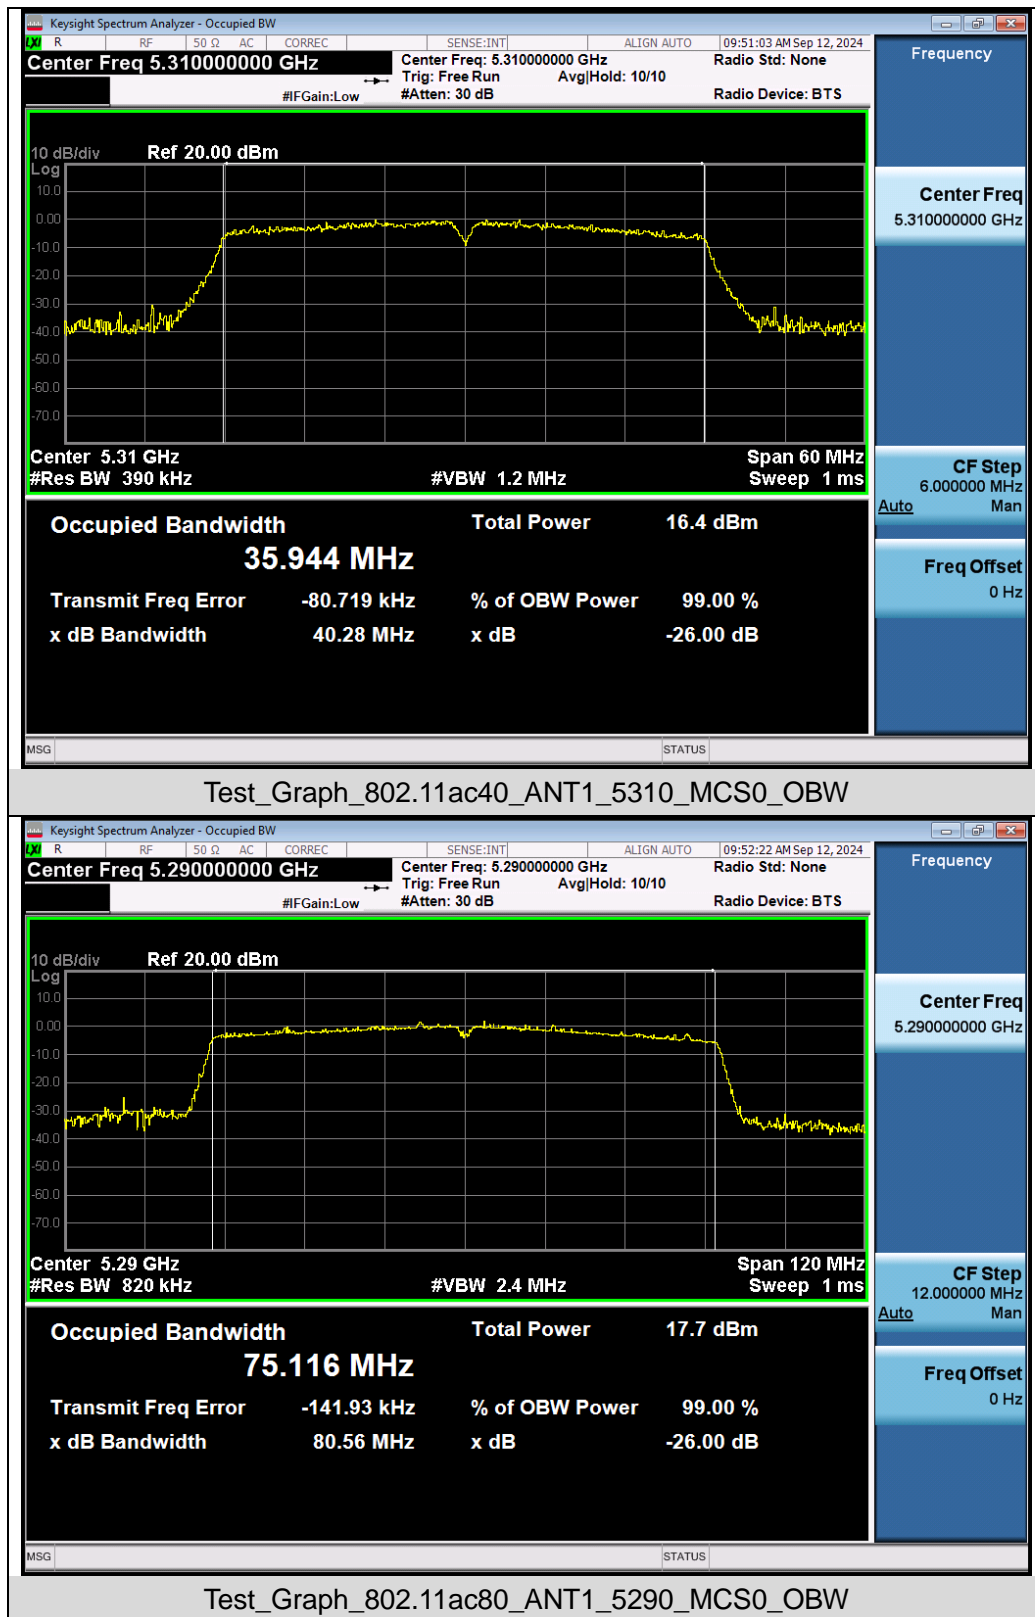 Keysight Spectrum Analyzer - Occupied BW
LXI R RF 50 Ω AC CORREC SENSE:INT ALIGN AUTO 09:51:03 AM Sep 12, 2024
Center Freq 5.310000000 GHz
Center Freq: 5.310000000 GHz
Radio Std: None
Trig: Free Run Avg|Hold: 10/10
#IFGain:Low
#Atten: 30 dB
Radio Device: BTS
Frequency
10 dB/div Ref 20.00 dBm
Log
10.0
0.00
-10.0
-20.0
-30.0
-40.0
-50.0
-60.0
-70.0
Center Freq
5.310000000 GHz
Center 5.31 GHz
Span 60 MHz
#Res BW 390 kHz
#VBW 1.2 MHz
Sweep 1 ms
CF Step
6.000000 MHz
Auto Man
Occupied Bandwidth
Total Power 16.4 dBm
35.944 MHz
Transmit Freq Error -80.719 kHz
% of OBW Power 99.00 %
x dB Bandwidth 40.28 MHz
x dB -26.00 dB
Freq Offset
0 Hz
MSG STATUS
Test_Graph_802.11ac40_ANT1_5310_MCS0_OBW
Keysight Spectrum Analyzer - Occupied BW
LXI R RF 50 Ω AC CORREC SENSE:INT ALIGN AUTO 09:52:22 AM Sep 12, 2024
Center Freq 5.290000000 GHz
Center Freq: 5.290000000 GHz
Radio Std: None
Trig: Free Run Avg|Hold: 10/10
#IFGain:Low
#Atten: 30 dB
Radio Device: BTS
Frequency
10 dB/div Ref 20.00 dBm
Log
10.0
0.00
-10.0
-20.0
-30.0
-40.0
-50.0
-60.0
-70.0
Center Freq
5.290000000 GHz
Center 5.29 GHz
Span 120 MHz
#Res BW 820 kHz
#VBW 2.4 MHz
Sweep 1 ms
CF Step
12.000000 MHz
Auto Man
Occupied Bandwidth
Total Power 17.7 dBm
75.116 MHz
Transmit Freq Error -141.93 kHz
% of OBW Power 99.00 %
x dB Bandwidth 80.56 MHz
x dB -26.00 dB
Freq Offset
0 Hz
MSG STATUS
Test_Graph_802.11ac80_ANT1_5290_MCS0_OBW